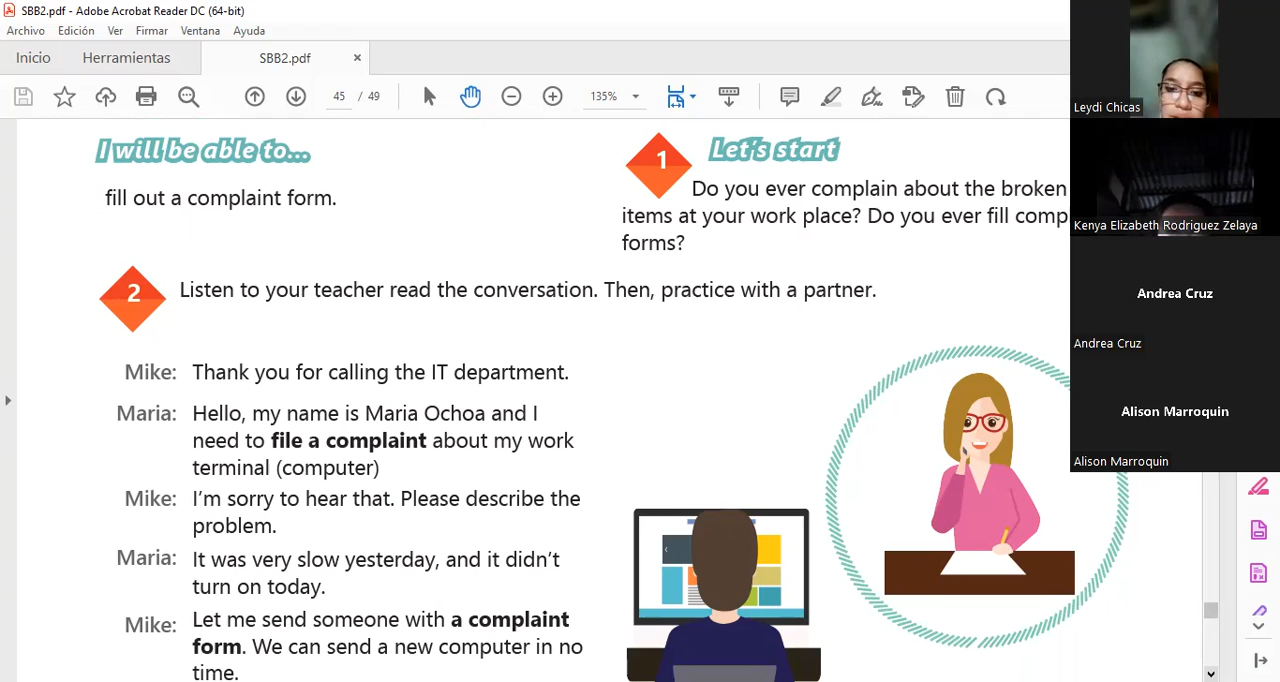 SBB2.pdf - Adobe Acrobat Reader DC (64-bit)
Archivo Edición Ver Firmar Ventana Ayuda
Inicio Herramientas SBB2.pdf ×
45 / 49 135%
I will be able to...
fill out a complaint form.
1 Let's start
Do you ever complain about the broken
items at your work place? Do you ever fill comp
forms?
2 Listen to your teacher read the conversation. Then, practice with a partner.
Mike: Thank you for calling the IT department.
Maria: Hello, my name is Maria Ochoa and I
need to file a complaint about my work
terminal (computer)
Mike: I'm sorry to hear that. Please describe the
problem.
Maria: It was very slow yesterday, and it didn't
turn on today.
Mike: Let me send someone with a complaint
form. We can send a new computer in no
time.
Leydi Chicas
Kenya Elizabeth Rodriguez Zelaya
Andrea Cruz
Andrea Cruz
Alison Marroquin
Alison Marroquin